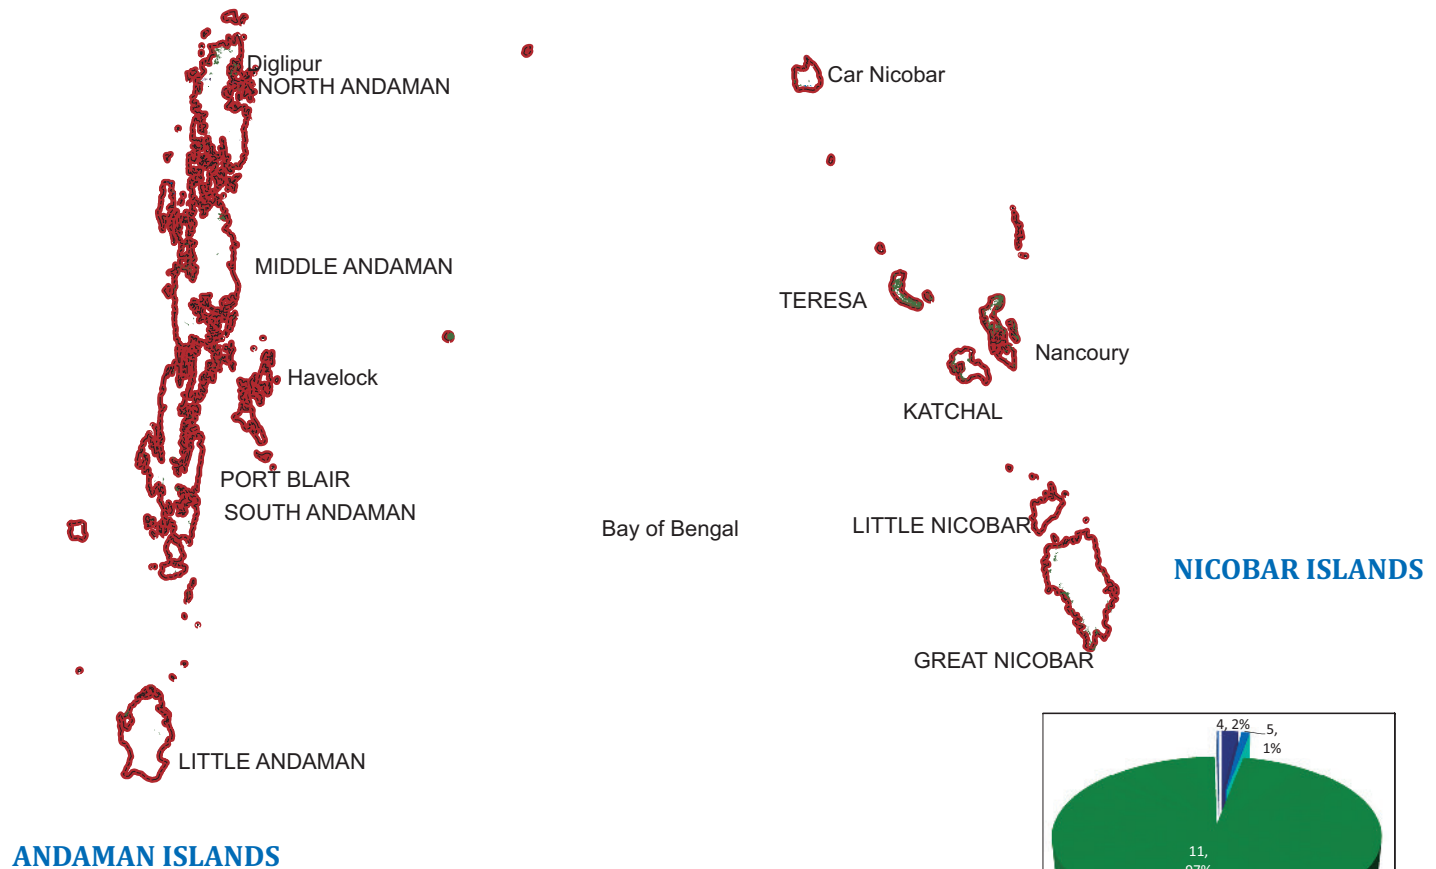 Diglipur
NORTH ANDAMAN
Car Nicobar
MIDDLE ANDAMAN
TERESA
Nancoury
Havelock
KATCHAL
PORT BLAIR
SOUTH ANDAMAN
Bay of Bengal
LITTLE NICOBAR
NICOBAR ISLANDS
GREAT NICOBAR
LITTLE ANDAMAN
4, 2%
5,
1%
11,
97%
ANDAMAN ISLANDS